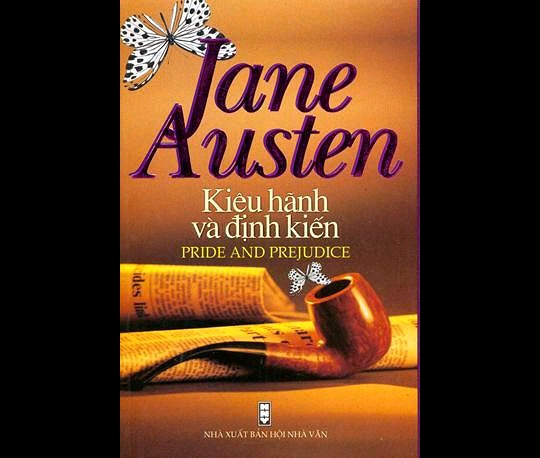 Jane
Austen
Kiêu hãnh
và định kiến
PRIDE AND PREJUDICE
NHÀ XUẤT BẢN HỘI NHÀ VĂN